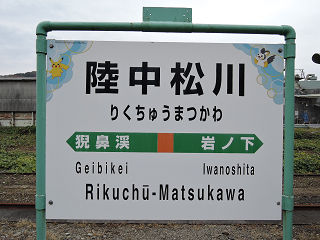 陸中松川
りくちゅうまつかわ
猊鼻渓 岩ノ下
Geibikei Iwanoshita
Rikuchū-Matsukawa